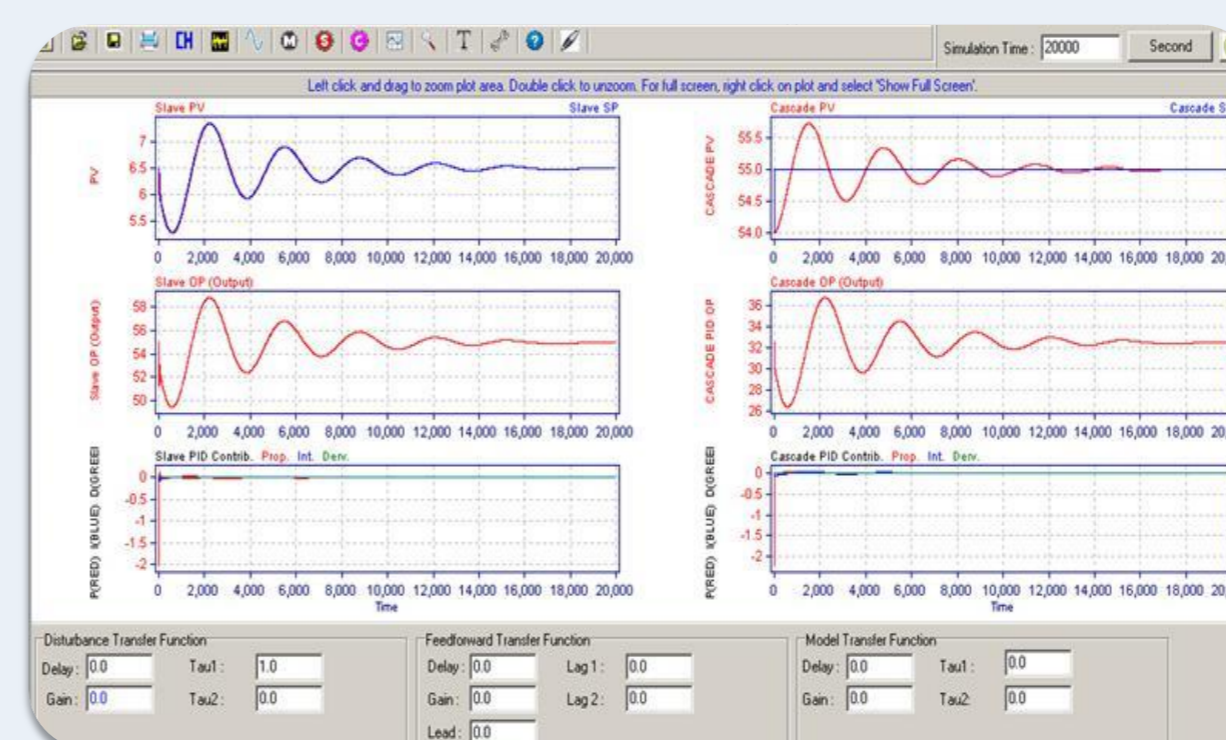 CH M S C T ?
Simulation Time : 20000 Second
Left click and drag to zoom plot area. Double click to unzoom. For full screen, right click on plot and select 'Show Full Screen'.
Slave PV Slave SP
PV
7
6.5
6
5.5
0 2,000 4,000 6,000 8,000 10,000 12,000 14,000 16,000 18,000 20,000
Slave OP (Output)
Slave OP (Output)
58
56
54
52
50
0 2,000 4,000 6,000 8,000 10,000 12,000 14,000 16,000 18,000 20,000
Slave PID Contrib. Prop. Int. Derv.
P(RED) I(BLUE) D(GREEI
0
-0.5
-1
-1.5
-2
0 2,000 4,000 6,000 8,000 10,000 12,000 14,000 16,000 18,000 20,000
Time
Cascade PV Cascade S
CASCADE PV
55.5
55.0
54.5
54.0
0 2,000 4,000 6,000 8,000 10,000 12,000 14,000 16,000 18,000 20,
Cascade OP (Output)
CASCADE PID OP
36
34
32
30
28
26
0 2,000 4,000 6,000 8,000 10,000 12,000 14,000 16,000 18,000 20,
Cascade PID Contrib. Prop. Int. Derv.
P(RED) I(BLUE) D(GREEI
0
-0.5
-1
-1.5
-2
0 2,000 4,000 6,000 8,000 10,000 12,000 14,000 16,000 18,000 20,
Time
Disturbance Transfer Function
Delay : 0.0 Tau1 : 1.0
Gain : 0.0 Tau2 : 0.0
Feedforward Transfer Function
Delay : 0.0 Lag 1 : 0.0
Gain : 0.0 Lag 2 : 0.0
Lead : 0.0
Model Transfer Function
Delay : 0.0 Tau1 : 0.0
Gain : 0.0 Tau2: 0.0